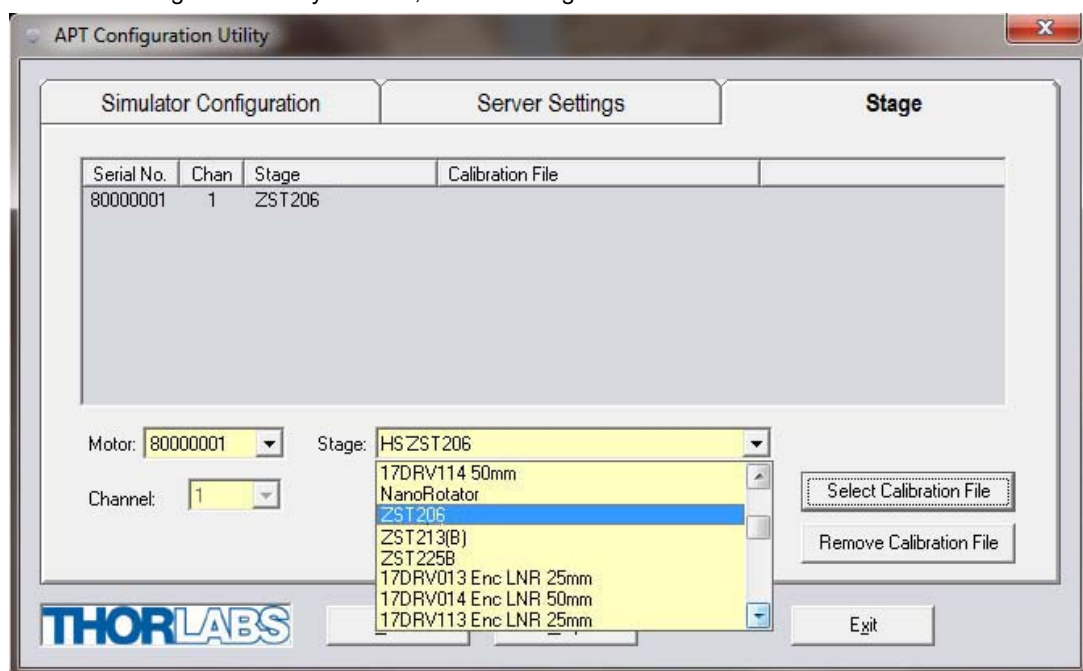 APT Configuration Utility
Simulator Configuration Server Settings Stage
Serial No. Chan Stage Calibration File
80000001 1 ZST206
Motor: 80000001 Stage: HSZST206
17DRV114 50mm
Channel: 1 NanoRotator Select Calibration File
ZST206
ZST213(B) Remove Calibration File
ZST225B
17DRV013 Enc LNR 25mm
17DRV014 Enc LNR 50mm
17DRV113 Enc LNR 25mm
THORLABS Exit